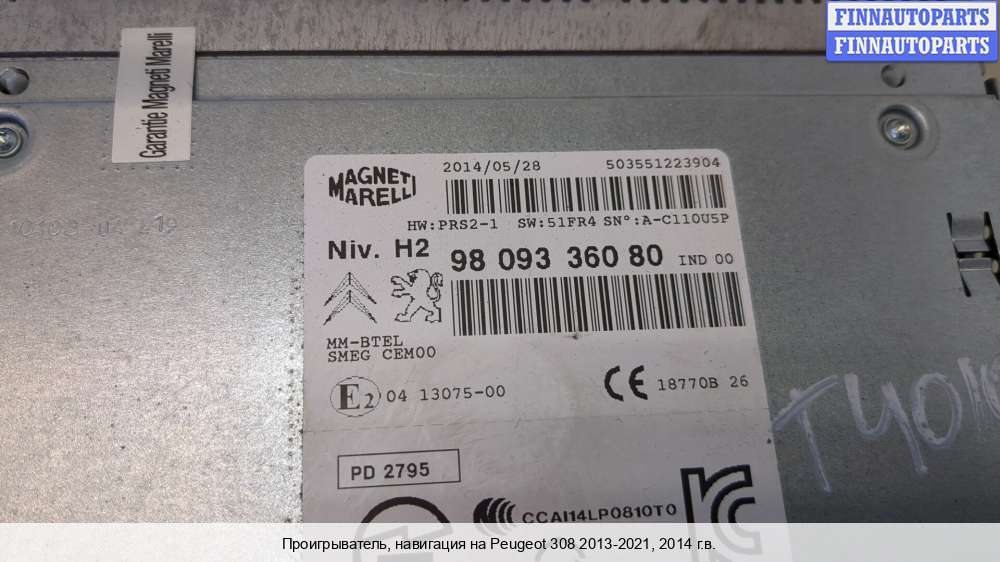 FINNAUTOPARTS
FINNAUTOPARTS
Garantie Magneti Marelli
MAGNETI
MARELLI
2014/05/28 503551223904
HW:PRS2-1 SW:51FR4 SN°:A-C110U5P
Niv. H2 98 093 360 80 IND 00
MM-BTEL
SMEG CEM00
E2 04 13075-00 CE 18770B 26
PD 2795
CCAI14LP0810T0
Проигрыватель, навигация на Peugeot 308 2013-2021, 2014 г.в.